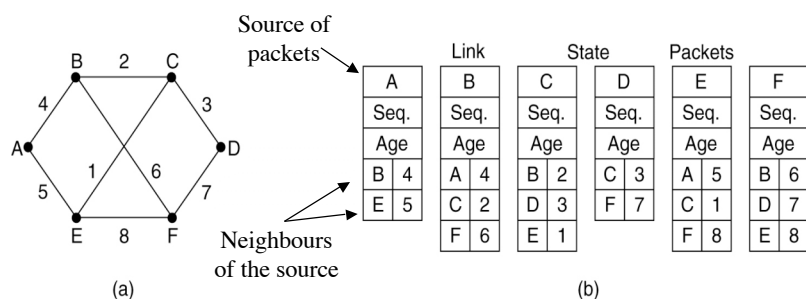 Source of
packets
Link State Packets
B 2 C
4 3
A 1 6 D
5 7
E 8 F
(a)
A B C D E F
Seq. Seq. Seq. Seq. Seq. Seq.
Age Age Age Age Age Age
B 4 A 4 B 2 C 3 A 5 B 6
E 5 C 2 D 3 F 7 C 1 D 7
F 6 E 1 F 8 E 8
Neighbours
of the source
(b)